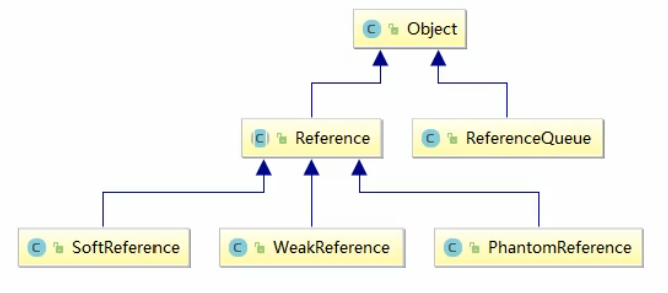 C Object
C Reference
C ReferenceQueue
C SoftReference
C WeakReference
C PhantomReference